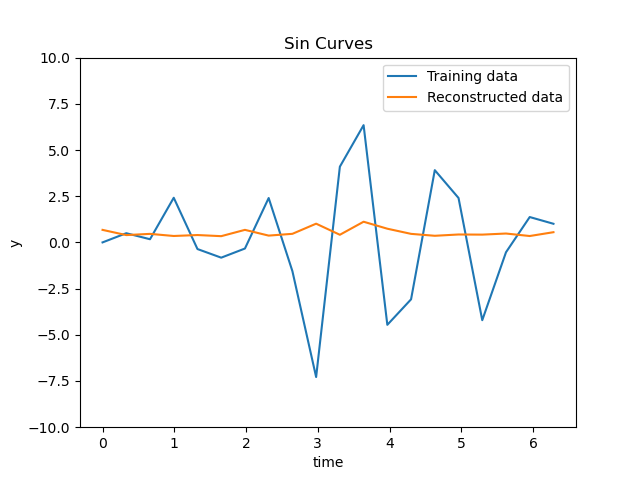 Sin Curves
Training data
Reconstructed data
10.0
7.5
5.0
2.5
0.0
−2.5
−5.0
−7.5
−10.0
y
0 1 2 3 4 5 6
time